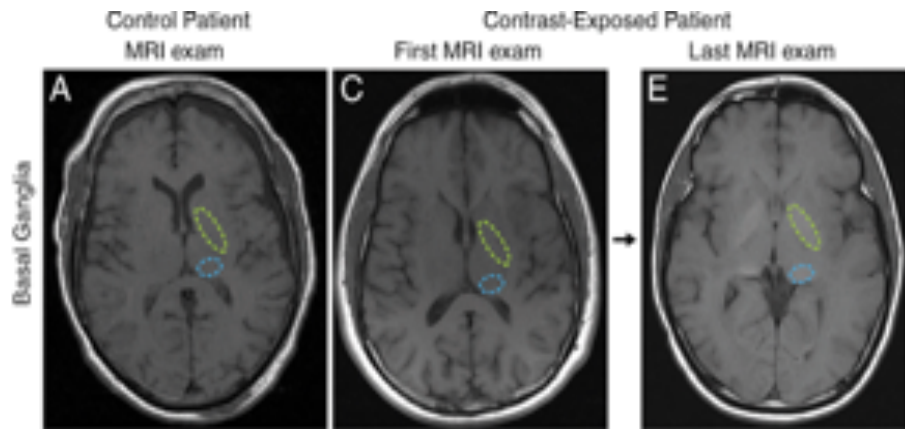 Control Patient
MRI exam
Contrast-Exposed Patient
First MRI exam
Last MRI exam
Basal Ganglia
A
C
E